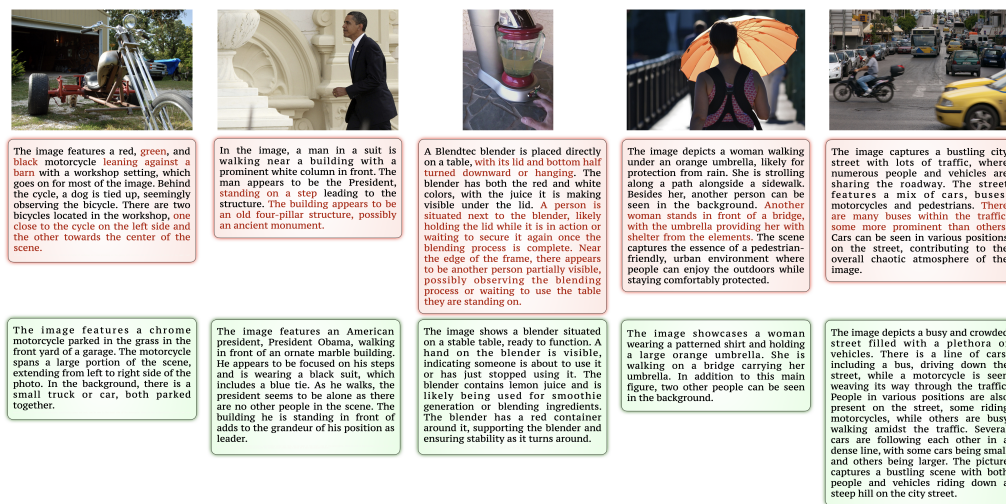 The image features a red, green, and
black motorcycle leaning against a
barn with a workshop setting, which
goes on for most of the image. Behind
the cycle, a dog is tied up, seemingly
observing the bicycle. There are two
bicycles located in the workshop, one
close to the cycle on the left side and
the other towards the center of the
scene.
In the image, a man in a suit is
walking near a building with a
prominent white column in front. The
man appears to be the President,
standing on a step leading to the
structure. The building appears to be
an old four-pillar structure, possibly
an ancient monument.
A Blendtec blender is placed directly
on a table, with its lid and bottom half
turned downward or hanging. The
blender has both the red and white
colors, with the juice it is making
visible under the lid. A person is
situated next to the blender, likely
holding the lid while it is in action or
waiting to secure it again once the
blending process is complete. Near
the edge of the frame, there appears
to be another person partially visible,
possibly observing the blending
process or waiting to use the table
they are standing on.
The image depicts a woman walking
under an orange umbrella, likely for
protection from rain. She is strolling
along a path alongside a sidewalk.
Besides her, another person can be
seen in the background. Another
woman stands in front of a bridge,
with the umbrella providing her with
shelter from the elements. The scene
captures the essence of a pedestrian-
friendly, urban environment where
people can enjoy the outdoors while
staying comfortably protected.
The image captures a bustling city
street with lots of traffic, where
numerous people and vehicles are
sharing the roadway. The street
features a mix of cars, buses
motorcycles and pedestrians. There
are many buses within the traffic
some more prominent than others
Cars can be seen in various positions
on the street, contributing to the
overall chaotic atmosphere of the
image.
The image features a chrome
motorcycle parked in the grass in the
front yard of a garage. The motorcycle
spans a large portion of the scene,
extending from left to right side of the
photo. In the background, there is a
small truck or car, both parked
together.
The image features an American
president, President Obama, walking
in front of an ornate marble building.
He appears to be focused on his steps
and is wearing a black suit, which
includes a blue tie. As he walks, the
president seems to be alone as there
are no other people in the scene. The
building he is standing in front of
adds to the grandeur of his position as
leader.
The image shows a blender situated
on a stable table, ready to function. A
hand on the blender is visible,
indicating someone is about to use it
or has just stopped using it. The
blender contains lemon juice and is
likely being used for smoothie
generation or blending ingredients.
The blender has a red container
around it, supporting the blender and
ensuring stability as it turns around.
The image showcases a woman
wearing a patterned shirt and holding
a large orange umbrella. She is
walking on a bridge carrying her
umbrella. In addition to this main
figure, two other people can be seen
in the background.
The image depicts a busy and crowded
street filled with a plethora of
vehicles. There is a line of cars
including a bus, driving down the
street, while a motorcycle is seen
weaving its way through the traffic
People in various positions are also
present on the street, some riding
motorcycles, while others are busy
walking amidst the traffic. Several
cars are following each other in a
dense line, with some cars being small
and others being larger. The picture
captures a bustling scene with both
people and vehicles riding down a
steep hill on the city street.